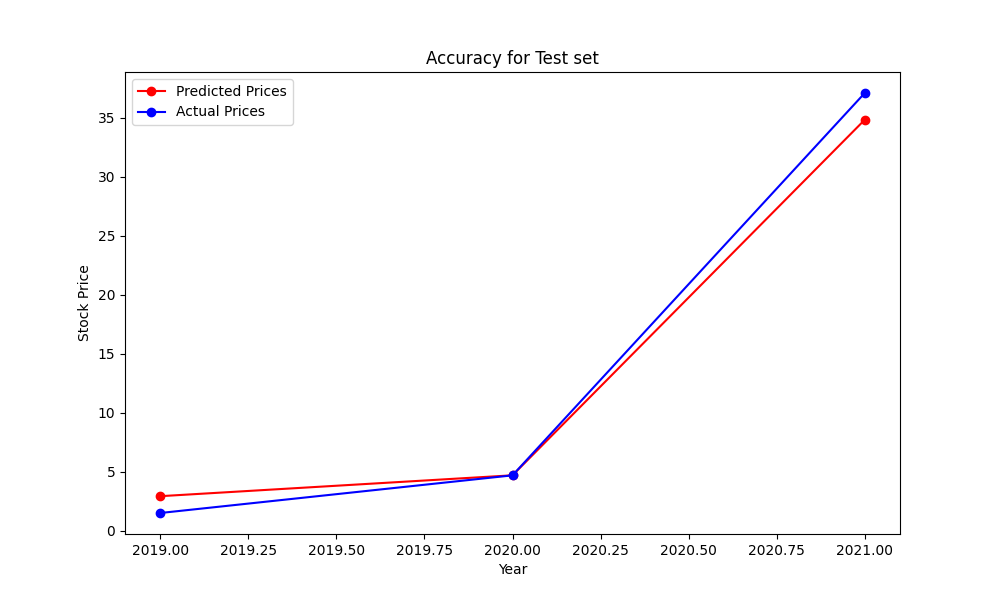 Accuracy for Test set
Predicted Prices
Actual Prices
Stock Price
35
30
25
20
15
10
5
0
2019.00 2019.25 2019.50 2019.75 2020.00 2020.25 2020.50 2020.75 2021.00
Year